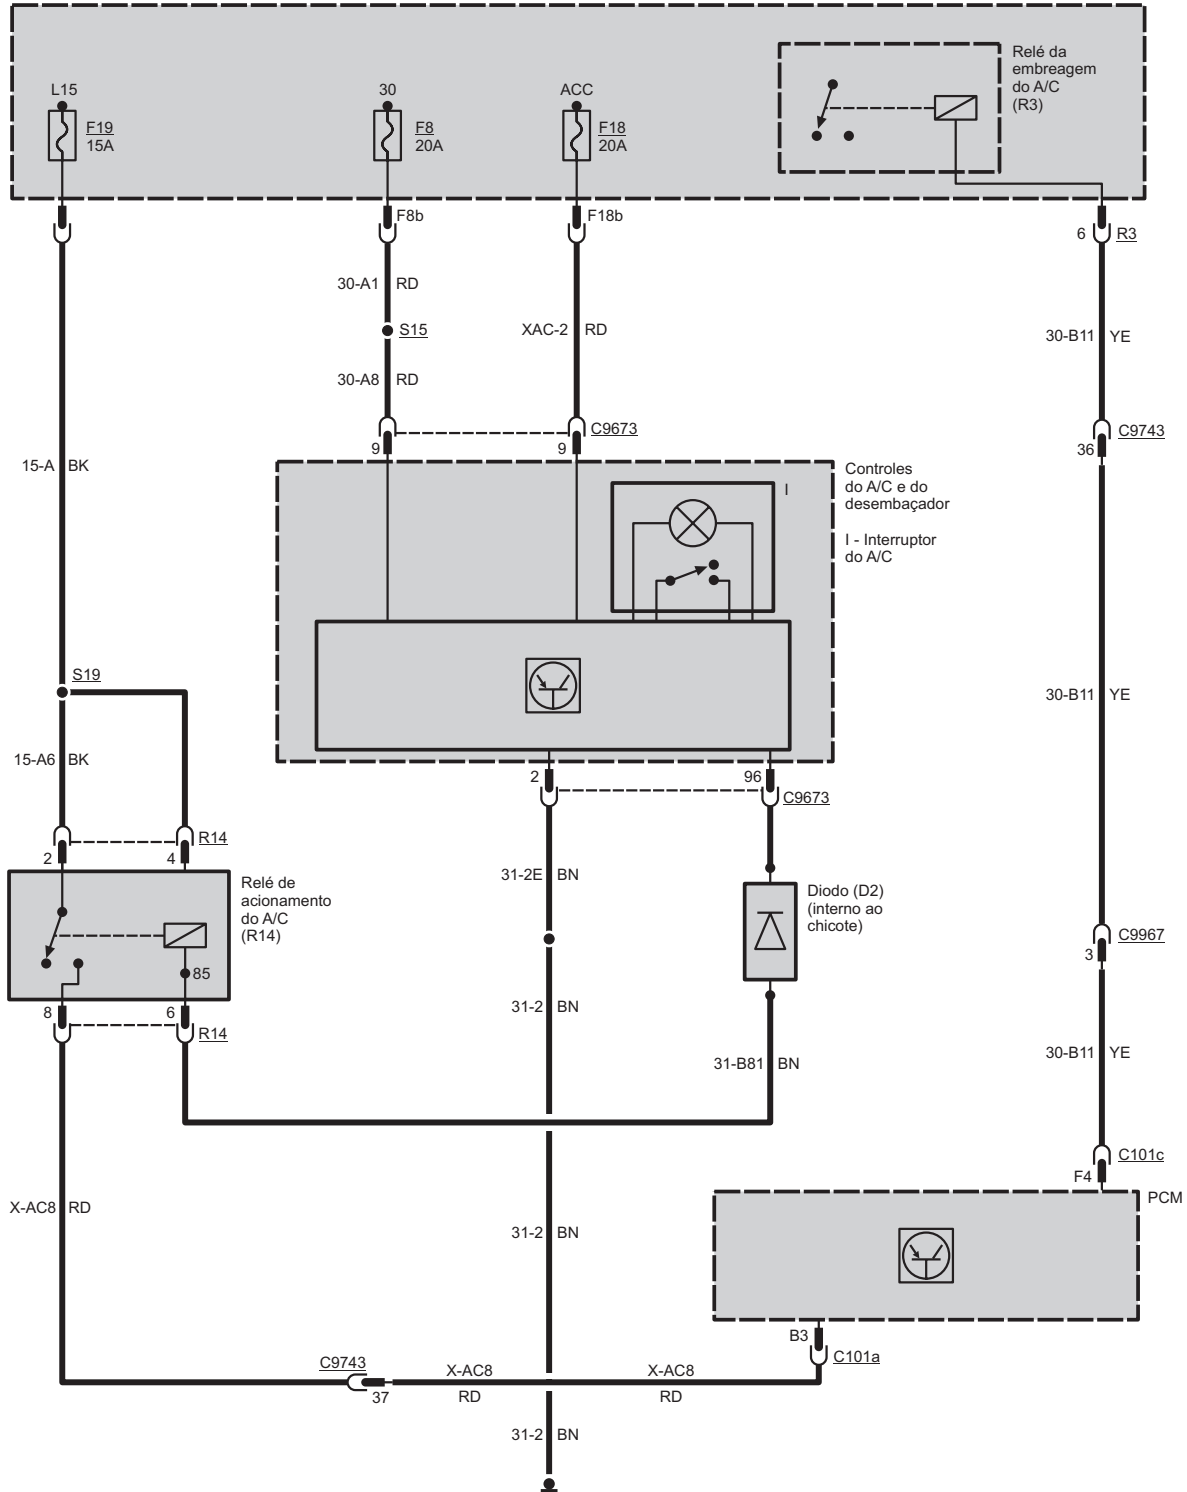 L15
F19
15A
30
F8
20A
ACC
F18
20A
Relé da
embreagem
do A/C
(R3)
F8b
F18b
6
R3
30-A1
RD
S15
XAC-2
RD
30-B11
YE
30-A8
RD
C9673
9
9
C9743
36
15-A
BK
I
Controles
do A/C e do
desembaçador
I - Interruptor
do A/C
S19
30-B11
YE
15-A6
BK
2
96
C9673
2
4
R14
31-2E
BN
Relé de
acionamento
do A/C
(R14)
Diodo (D2)
(interno ao
chicote)
C9967
3
85
8
6
R14
31-2
BN
31-B81
BN
30-B11
YE
C101c
F4
PCM
X-AC8
RD
31-2
BN
B3
C101a
C9743
37
X-AC8
RD
X-AC8
RD
31-2
BN